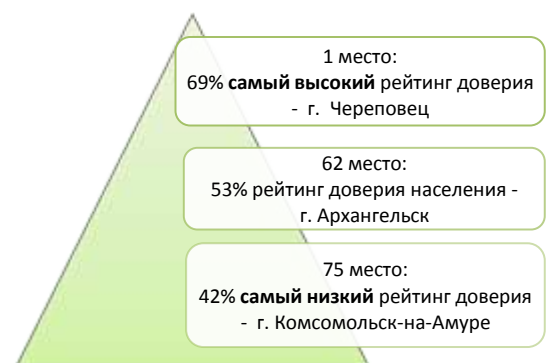 1 место:
69% самый высокий рейтинг доверия
- г. Череповец
62 место:
53% рейтинг доверия населения -
г. Архангельск
75 место:
42% самый низкий рейтинг доверия
- г. Комсомольск-на-Амуре